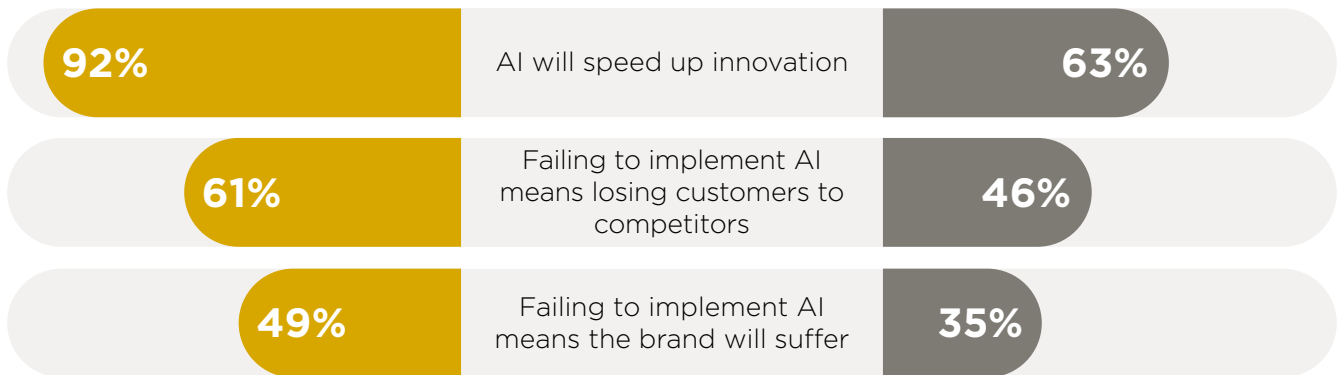 92%
AI will speed up innovation
63%
61%
Failing to implement AI
means losing customers to
competitors
46%
49%
Failing to implement AI
means the brand will suffer
35%